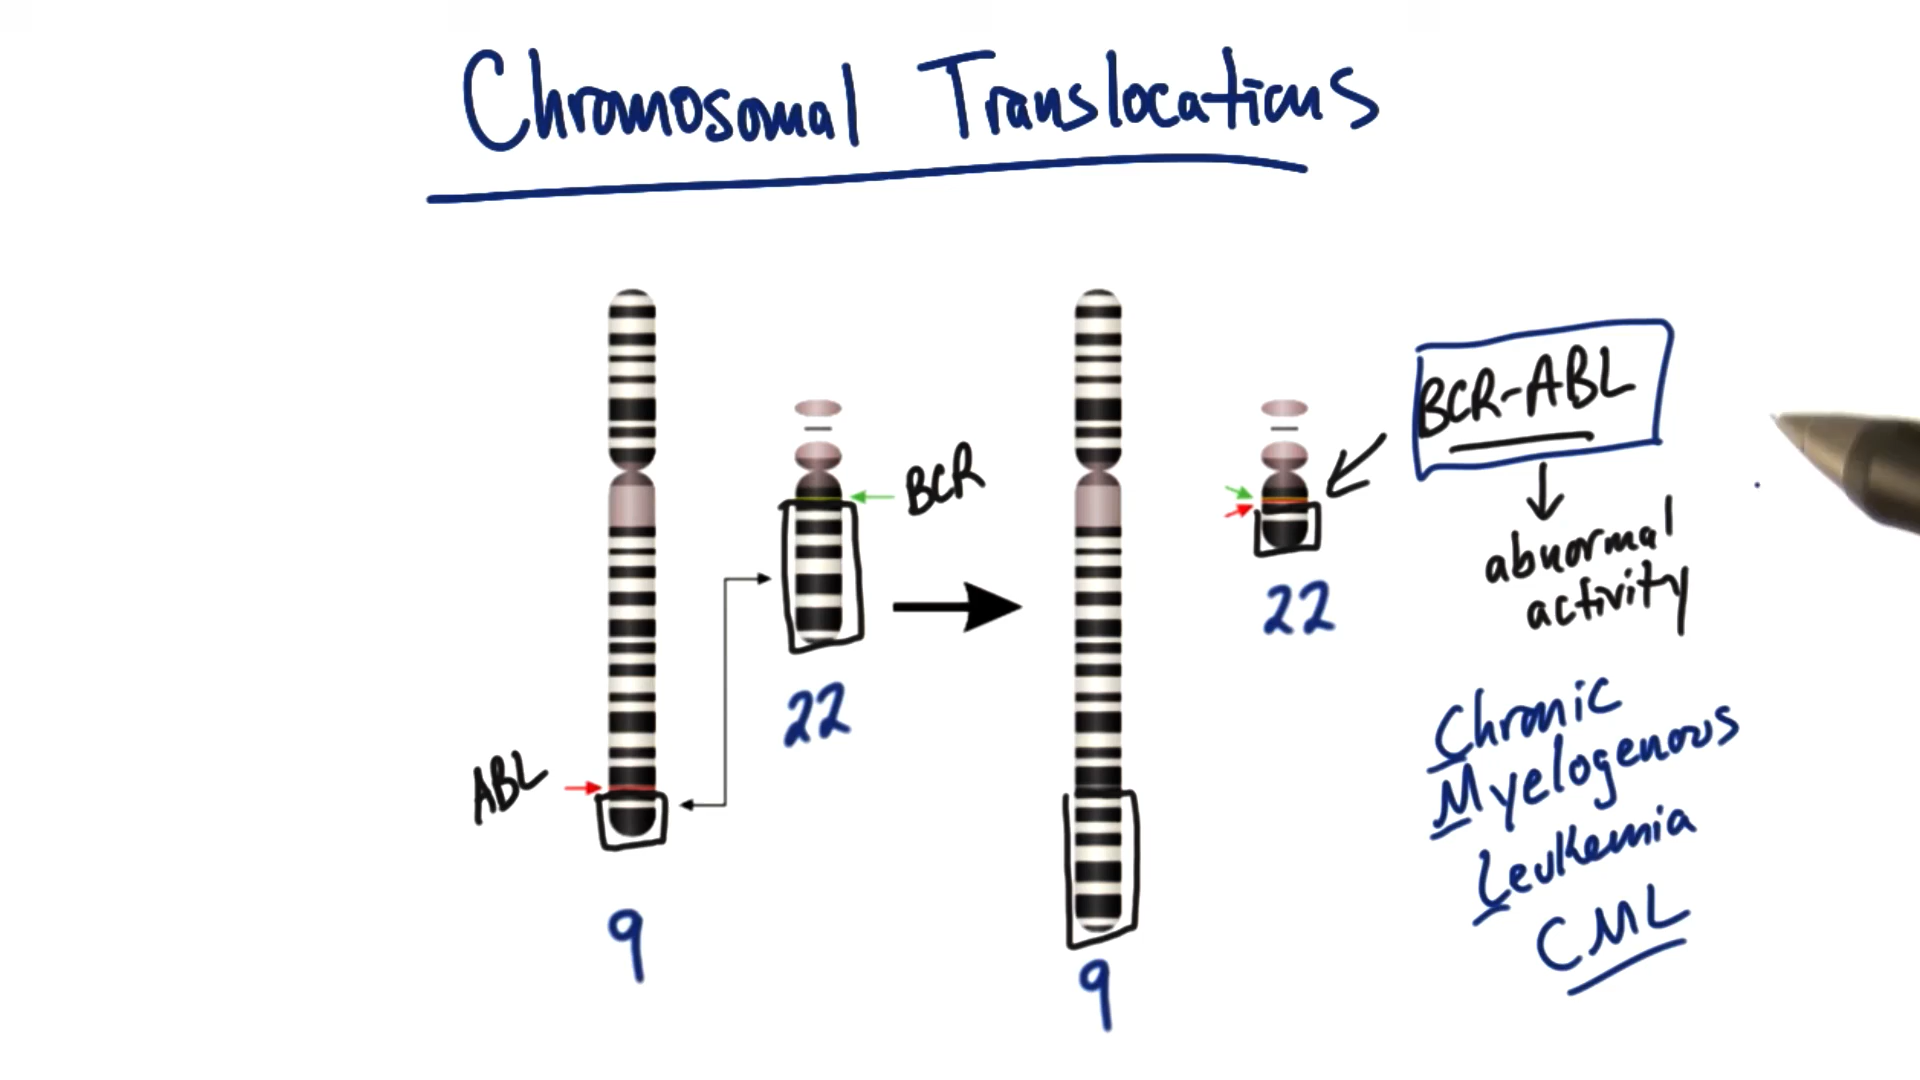 Chromosomal Translocations
BCR-ABL
BCR
abnormal
activity
22
22
ABL
Chronic
Myelogenous
Leukemia
CML
9
9